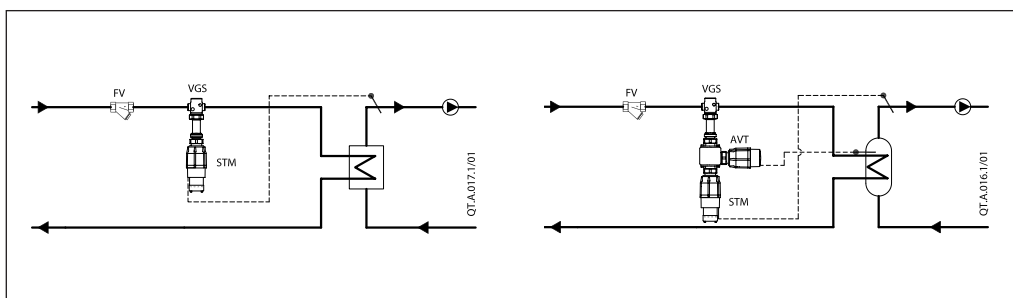 FV
VGS
STM
QT.A.017.1/01
FV
VGS
AVT
STM
QT.A.016.1/01